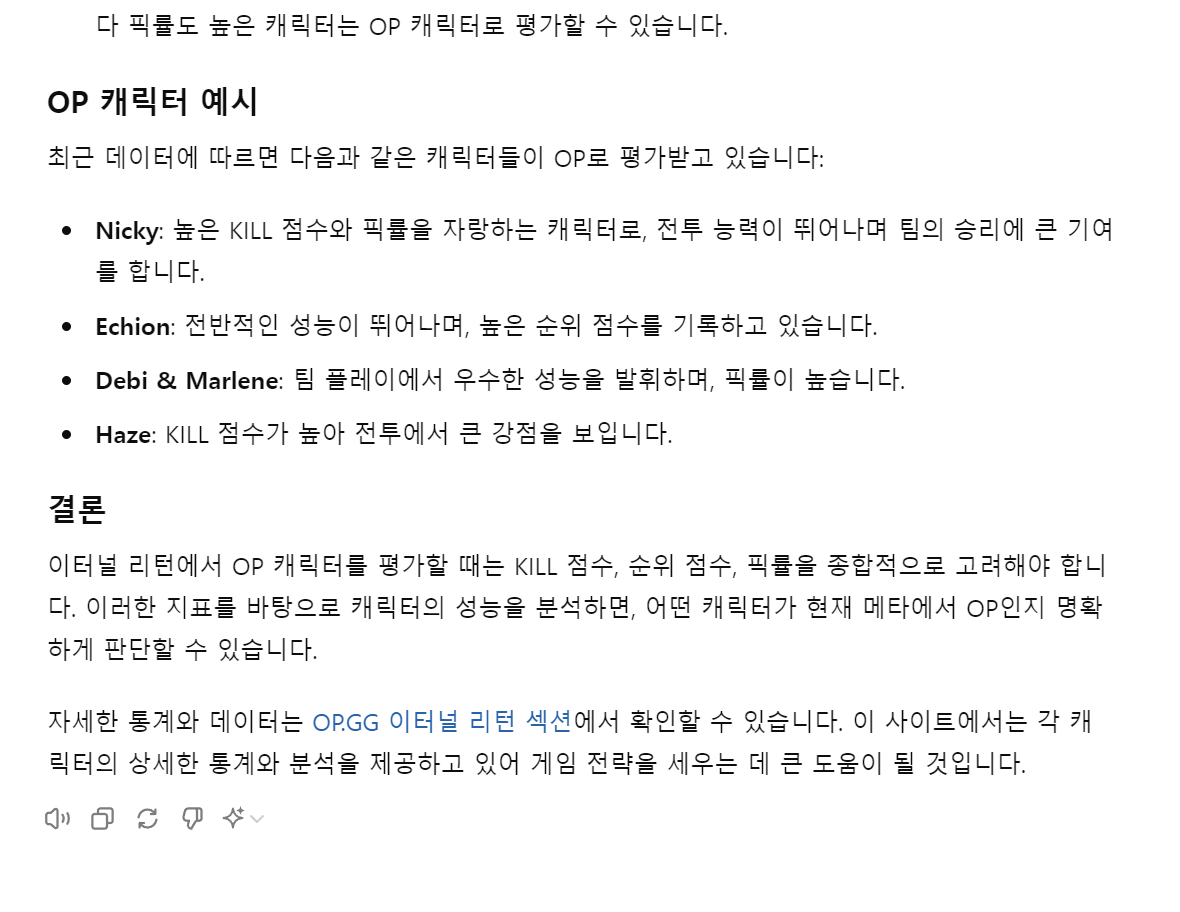 다 픽률도 높은 캐릭터는 OP 캐릭터로 평가할 수 있습니다.
OP 캐릭터 예시
최근 데이터에 따르면 다음과 같은 캐릭터들이 OP로 평가받고 있습니다:
• Nicky: 높은 KILL 점수와 픽률을 자랑하는 캐릭터로, 전투 능력이 뛰어나며 팀의 승리에 큰 기여
를 합니다.
• Echion: 전반적인 성능이 뛰어나며, 높은 순위 점수를 기록하고 있습니다.
• Debi & Marlene: 팀 플레이에서 우수한 성능을 발휘하며, 픽률이 높습니다.
• Haze: KILL 점수가 높아 전투에서 큰 강점을 보입니다.
결론
이터널 리턴에서 OP 캐릭터를 평가할 때는 KILL 점수, 순위 점수, 픽률을 종합적으로 고려해야 합니
다. 이러한 지표를 바탕으로 캐릭터의 성능을 분석하면, 어떤 캐릭터가 현재 메타에서 OP인지 명확
하게 판단할 수 있습니다.
자세한 통계와 데이터는 OP.GG 이터널 리턴 섹션에서 확인할 수 있습니다. 이 사이트에서는 각 캐
릭터의 상세한 통계와 분석을 제공하고 있어 게임 전략을 세우는 데 큰 도움이 될 것입니다.